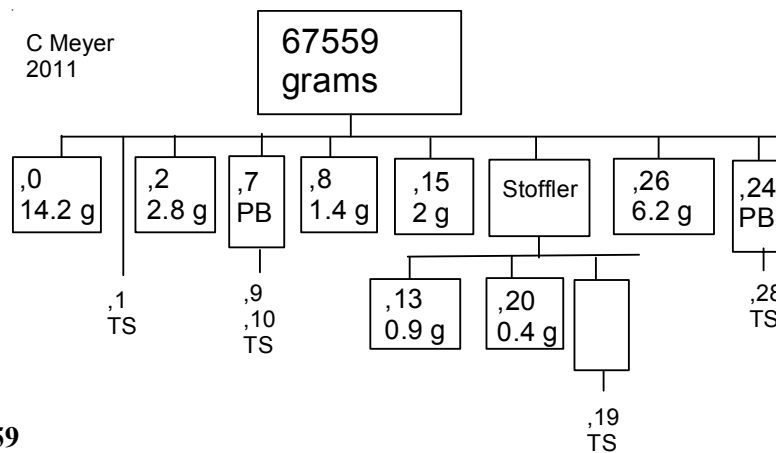 C Meyer
2011
67559
grams
,0
14.2 g
,2
2.8 g
,7
PB
,8
1.4 g
,15
2 g
Stoffler
,26
6.2 g
,24
PB
,1
TS
,9
,10
TS
,13
0.9 g
,20
0.4 g
,28
TS
,19
TS
59